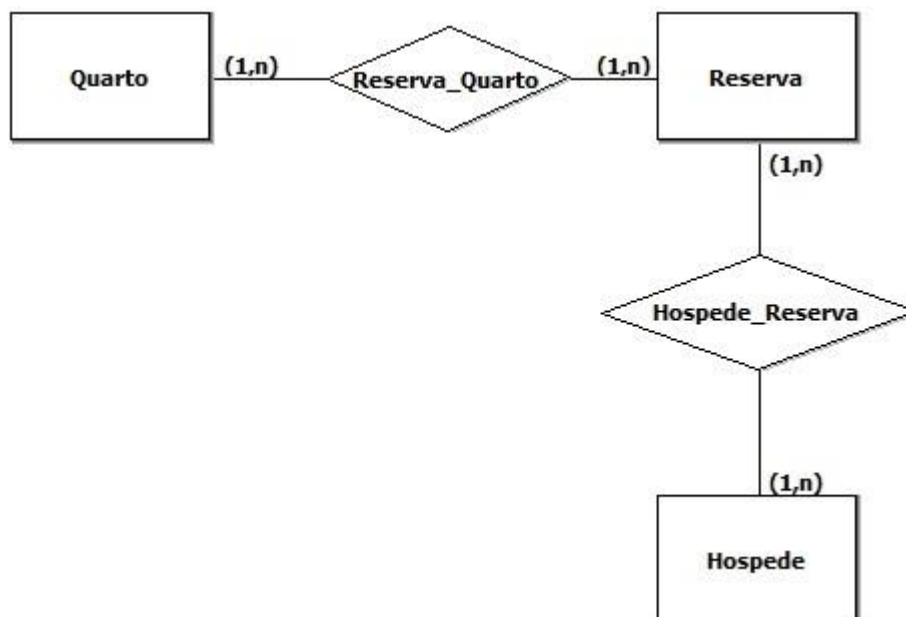 Quarto
(1,n)
Reserva_Quarto
(1,n)
Reserva
(1,n)
Hospede_Reserva
(1,n)
Hospede